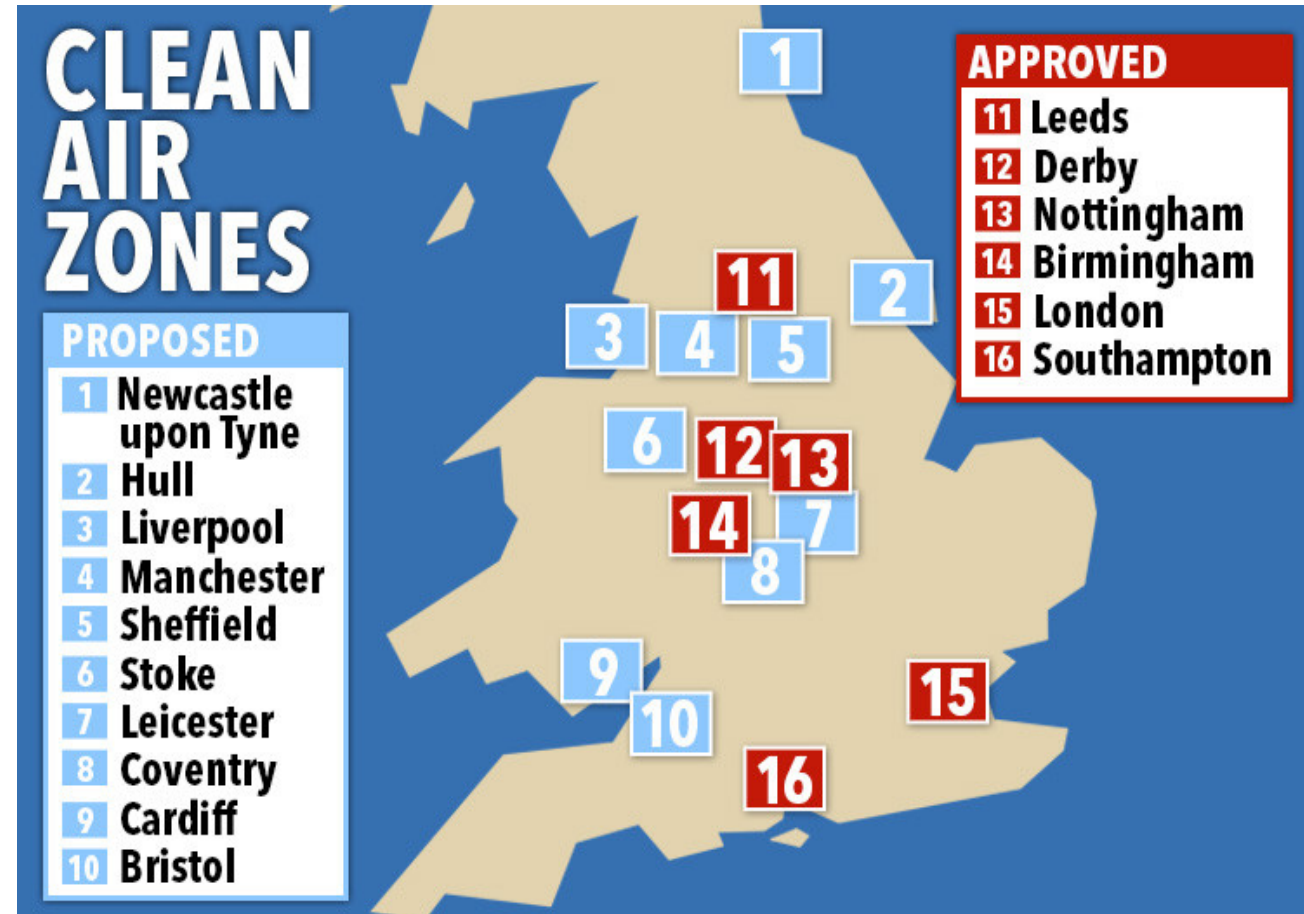 CLEAN
AIR
ZONES
PROPOSED
1 Newcastle
upon Tyne
2 Hull
3 Liverpool
4 Manchester
5 Sheffield
6 Stoke
7 Leicester
8 Coventry
9 Cardiff
10 Bristol
APPROVED
11 Leeds
12 Derby
13 Nottingham
14 Birmingham
15 London
16 Southampton
1
11
2
3
4
5
6
12
13
14
7
8
9
10
15
16